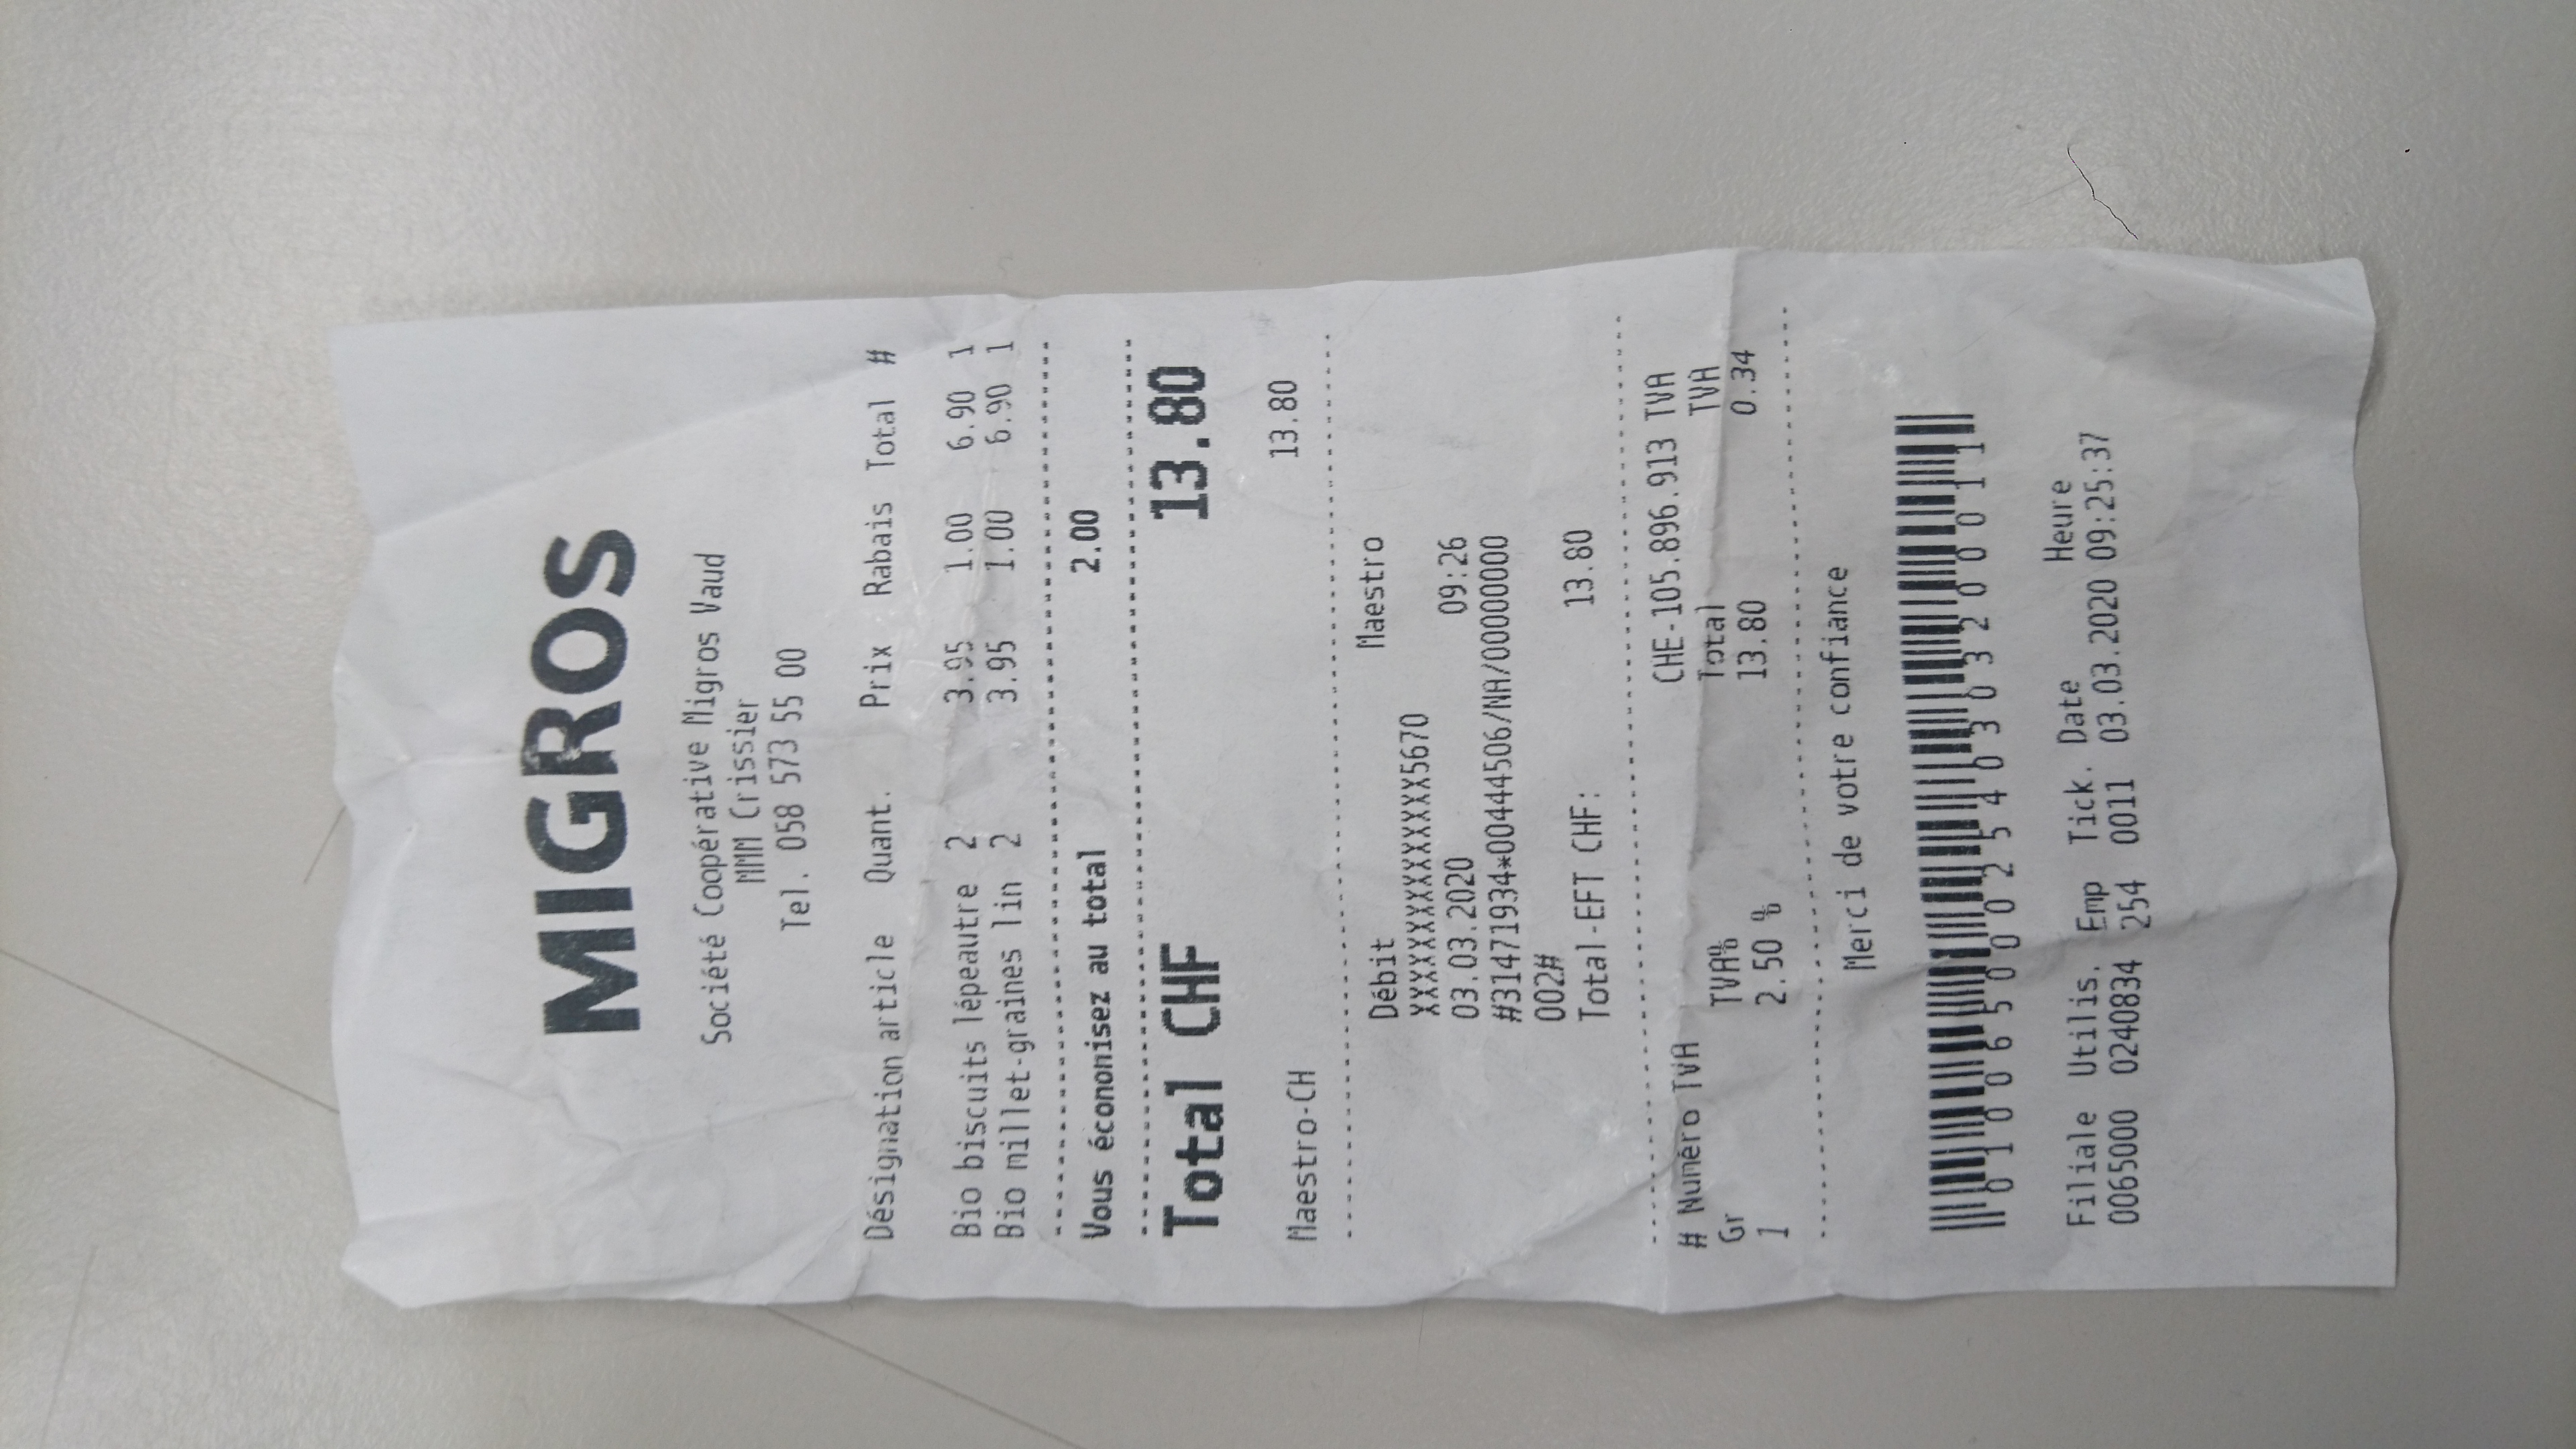 MIGROS
Société Coopérative Migros Vaud
MMM Crissier
Tel. 058 573 55 00
Désignation article Quant. Prix Rabais Total #
Bio biscuits lépeautre 2 3.95 1.00 6.90 1
Bio millet-graines lin 2 3.95 1.00 6.90 1
Vous économisez au total 2.00
Total CHF 13.80
Maestro-CH 13.80
Débit Maestro
XXXXXXXXXXXXXXX5670
03.03.2020 09:26
#31471934*00444506/NA/00000000
002#
Total-EFT CHF: 13.80
# Numéro TVA CHE-105.896.913 TVA
Gr TVA% Total TVA
1 2.50 % 13.80 0.34
Merci de votre confiance
0100650002540303200011
Filiale Utilis. Emp Tick. Date Heure
0065000 0240834 254 0011 03.03.2020 09:25:37